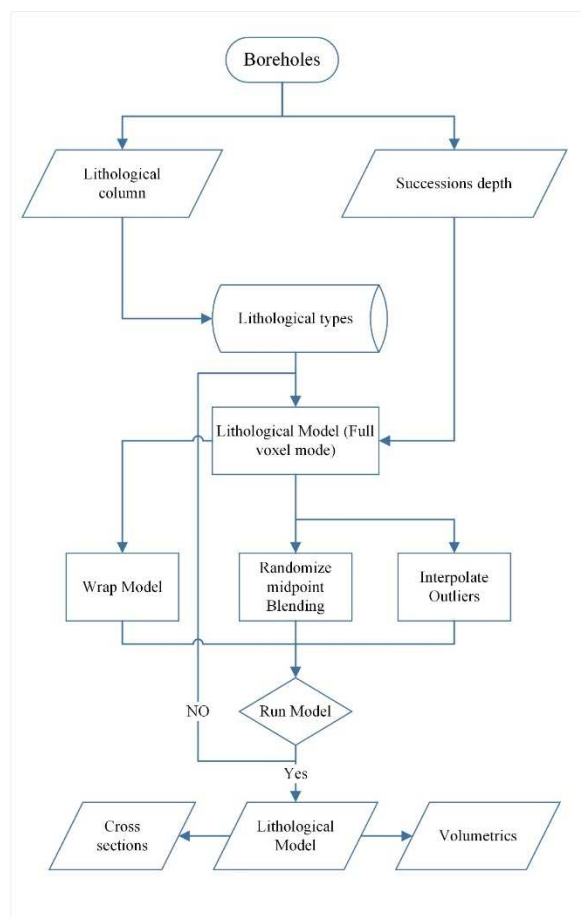 Boreholes
Lithological
column
Successions depth
Lithological types
Lithological Model (Full
voxel mode)
Wrap Model
Randomize
midpoint
Blending
Interpolate
Outliers
Run Model
NO
Yes
Cross
sections
Lithological
Model
Volumetrics